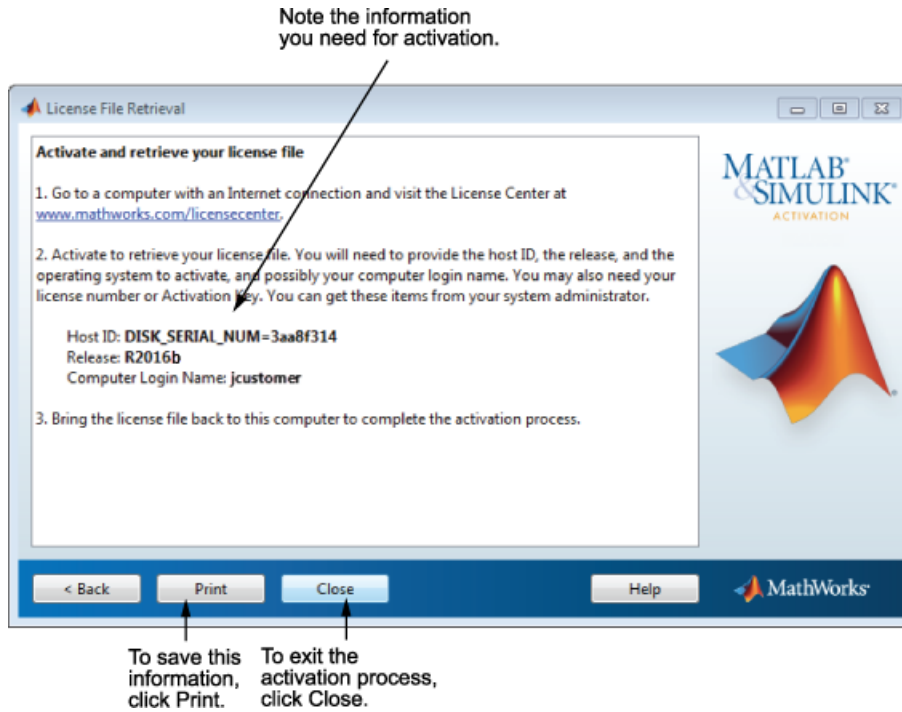 Note the information
you need for activation.
License File Retrieval
Activate and retrieve your license file
1. Go to a computer with an Internet connection and visit the License Center at
www.mathworks.com/licensecenter.
2. Activate to retrieve your license file. You will need to provide the host ID, the release, and the
operating system to activate, and possibly your computer login name. You may also need your
license number or Activation Key. You can get these items from your system administrator.
Host ID: DISK_SERIAL_NUM=3aa8f314
Release: R2016b
Computer Login Name: jcustomer
3. Bring the license file back to this computer to complete the activation process.
MATLAB®
&SIMULINK®
ACTIVATION
< Back
Print
Close
Help
MathWorks®
To save this
information,
click Print.
To exit the
activation process,
click Close.